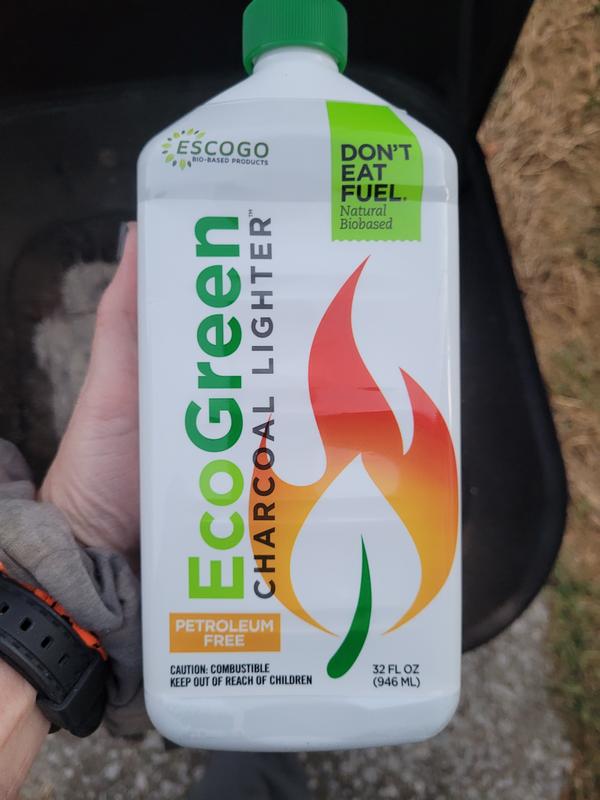 ESCOGO
BIO-BASED PRODUCTS
DON'T
EAT
FUEL.
Natural
Biobased
EcoGreen
CHARCOAL LIGHTER™
PETROLEUM
FREE
CAUTION: COMBUSTIBLE
KEEP OUT OF REACH OF CHILDREN
32 FL OZ
(946 ML)